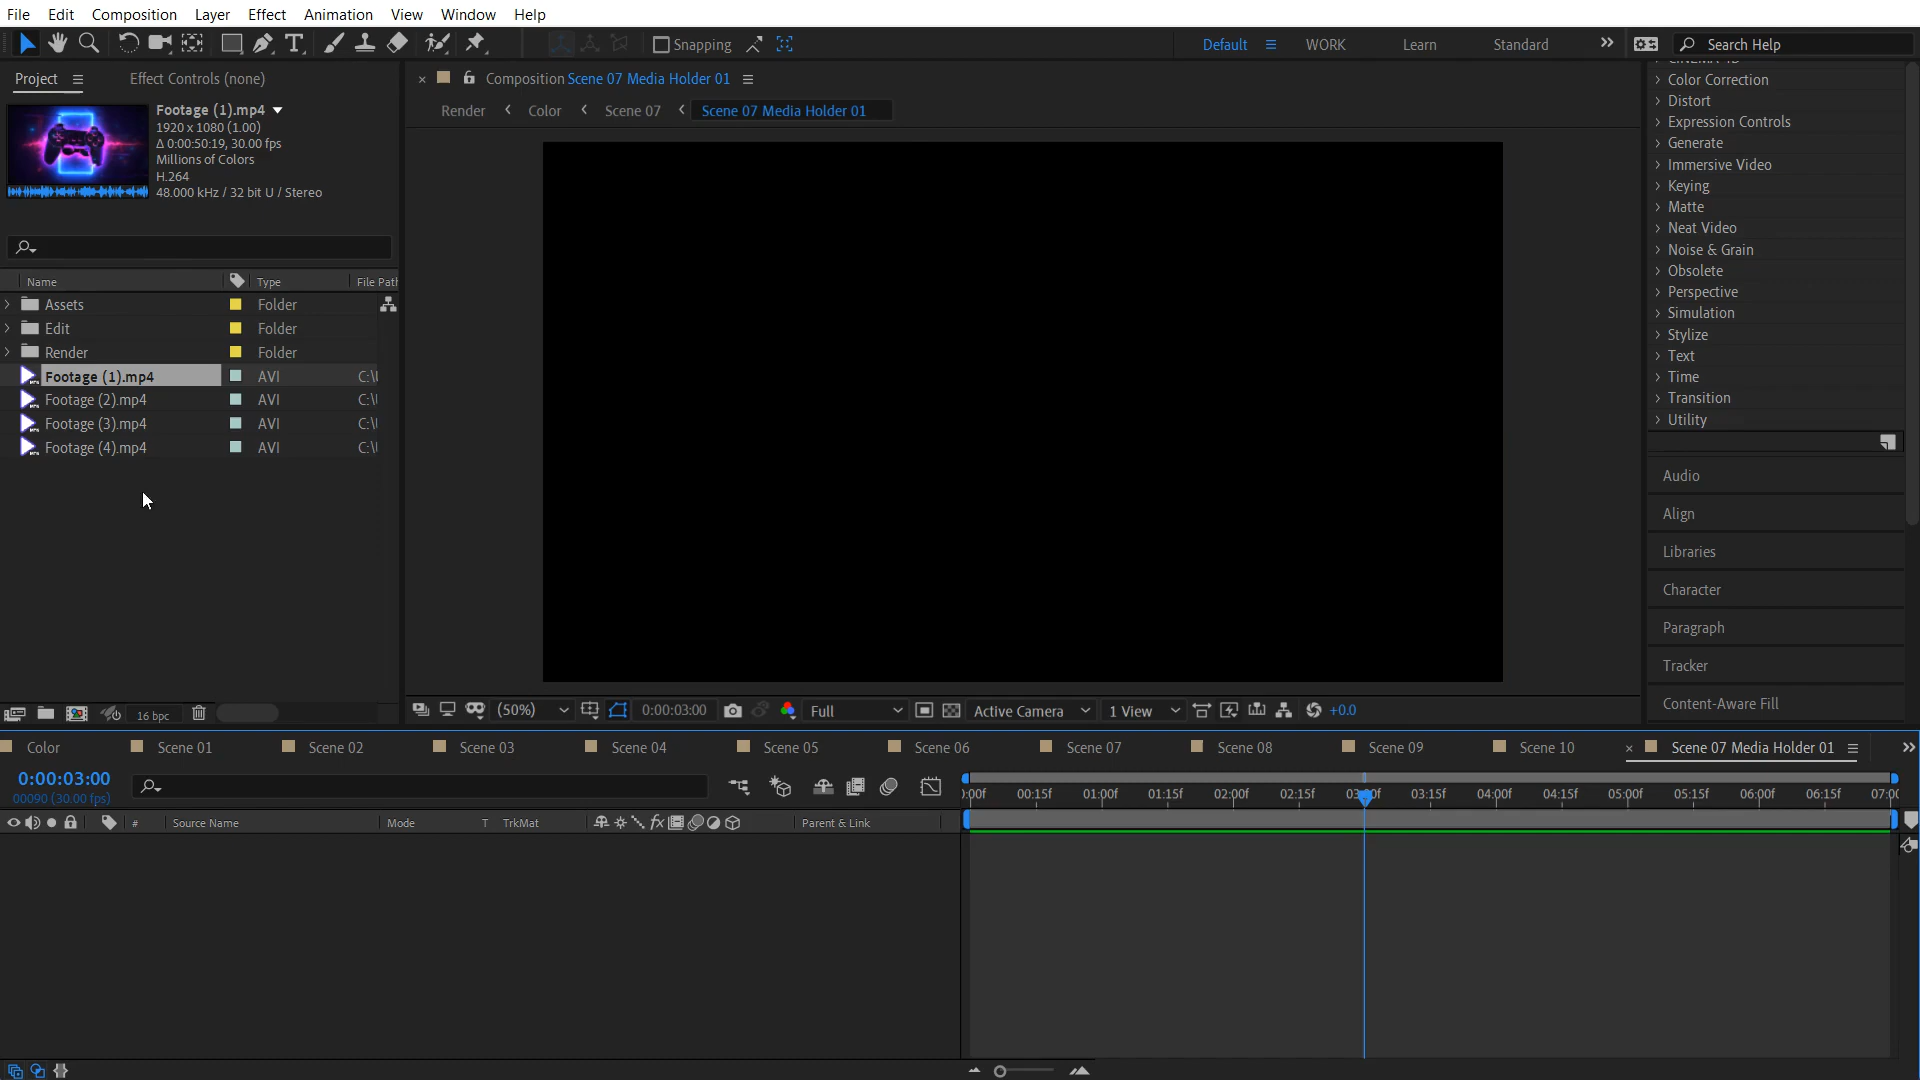 File Edit Composition Layer Effect Animation View Window Help
Snapping
Default WORK Learn Standard Search Help
Project Effect Controls (none)
Composition Scene 07 Media Holder 01
Render Color Scene 07 Scene 07 Media Holder 01
Footage (1).mp4
1920 x 1080 (1.00)
Δ 0:00:50:19, 30.00 fps
Millions of Colors
H.264
48.000 kHz / 32 bit U / Stereo
Name Type File Path
Assets Folder
Edit Folder
Render Folder
Footage (1).mp4 AVI C:\
Footage (2).mp4 AVI C:\
Footage (3).mp4 AVI C:\
Footage (4).mp4 AVI C:\
16 bpc
(50%) 0:00:03:00 Full Active Camera 1 View +0.0
Color Correction
Distort
Expression Controls
Generate
Immersive Video
Keying
Matte
Neat Video
Noise & Grain
Obsolete
Perspective
Simulation
Stylize
Text
Time
Transition
Utility
Audio
Align
Libraries
Character
Paragraph
Tracker
Content-Aware Fill
Color Scene 01 Scene 02 Scene 03 Scene 04 Scene 05 Scene 06 Scene 07 Scene 08 Scene 09 Scene 10 Scene 07 Media Holder 01
0:00:03:00
00090 (30.00 fps)
:00f 00:15f 01:00f 01:15f 02:00f 02:15f 03:00f 03:15f 04:00f 04:15f 05:00f 05:15f 06:00f 06:15f 07:0
# Source Name Mode T TrkMat fx Parent & Link